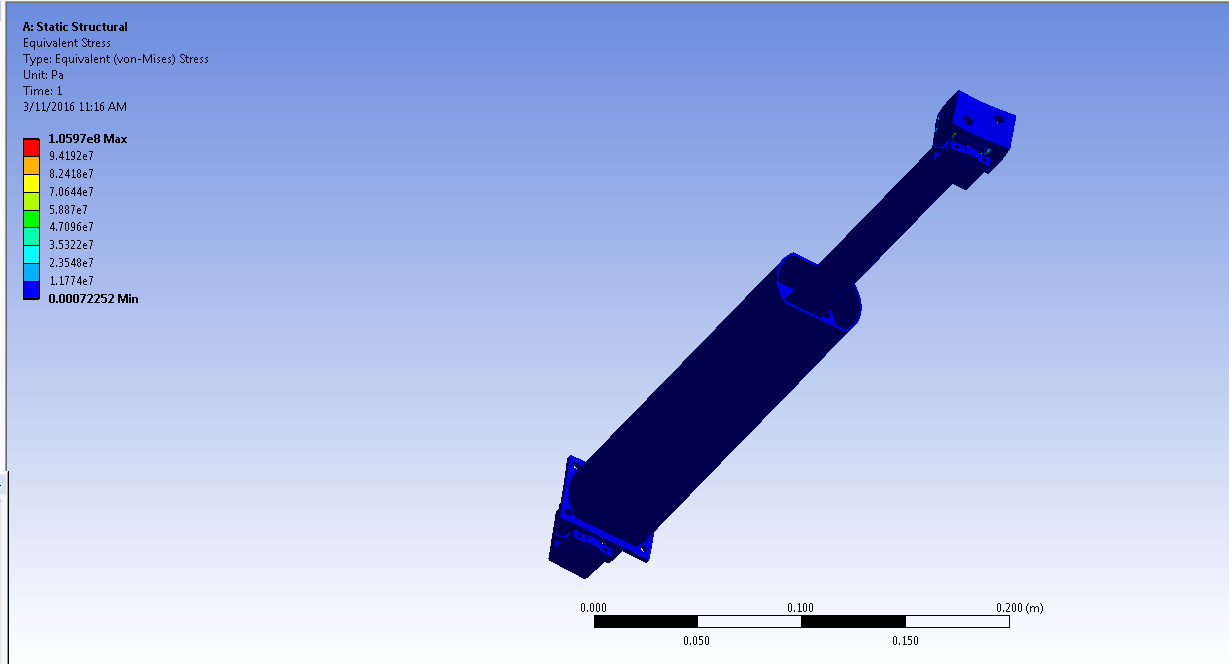 A: Static Structural
Equivalent Stress
Type: Equivalent (von-Mises) Stress
Unit: Pa
Time: 1
3/11/2016 11:16 AM
1.0597e8 Max
9.4192e7
8.2418e7
7.0644e7
5.887e7
4.7096e7
3.5322e7
2.3548e7
1.1774e7
0.00072252 Min
0.000 0.100 0.200 (m)
0.050 0.150